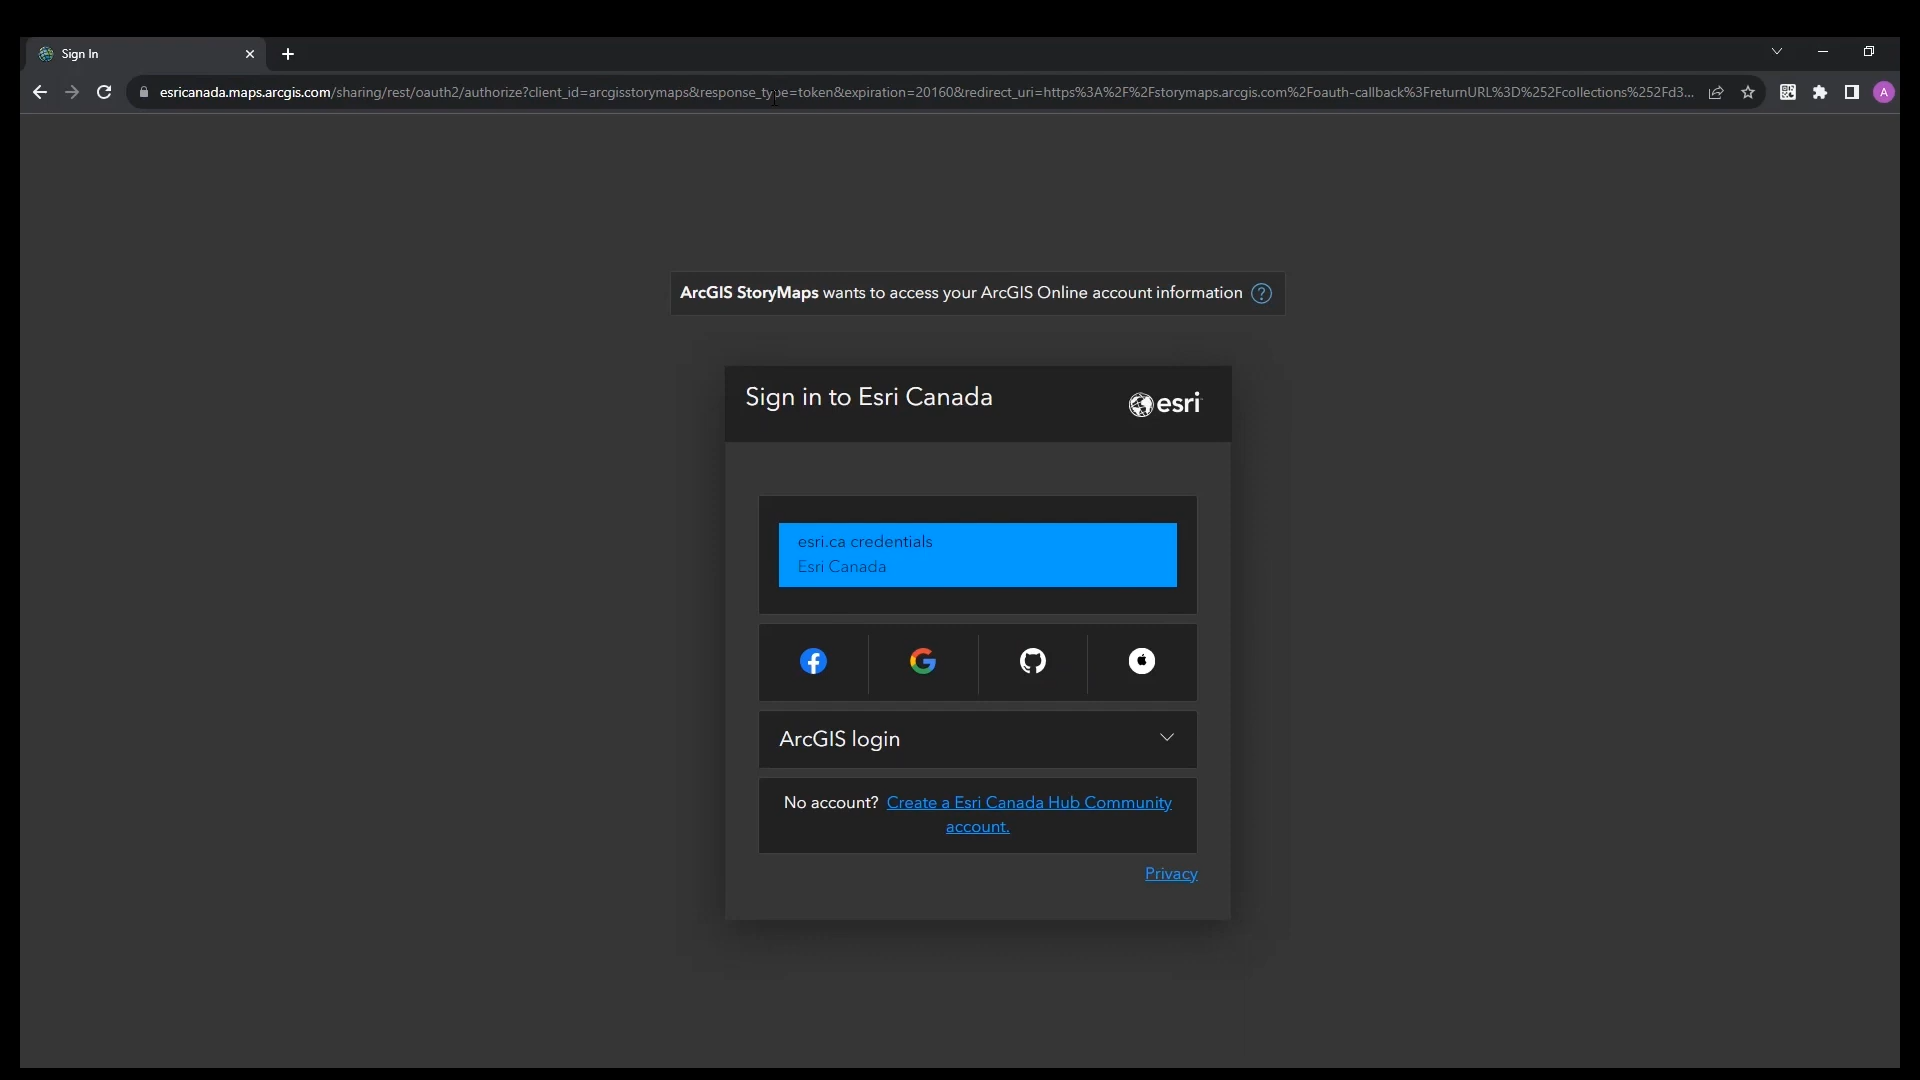 Sign In
esricanada.maps.arcgis.com/sharing/rest/oauth2/authorize?client_id=arcgisstorymaps&response_type=token&expiration=20160&redirect_uri=https%3A%2F%2Fstorymaps.arcgis.com%2Foauth-callback%3FreturnURL%3D%252Fcollections%252Fd3...
A
ArcGIS StoryMaps wants to access your ArcGIS Online account information ?
Sign in to Esri Canada
esri
esri.ca credentials
Esri Canada
ArcGIS login
No account? Create a Esri Canada Hub Community
account.
Privacy